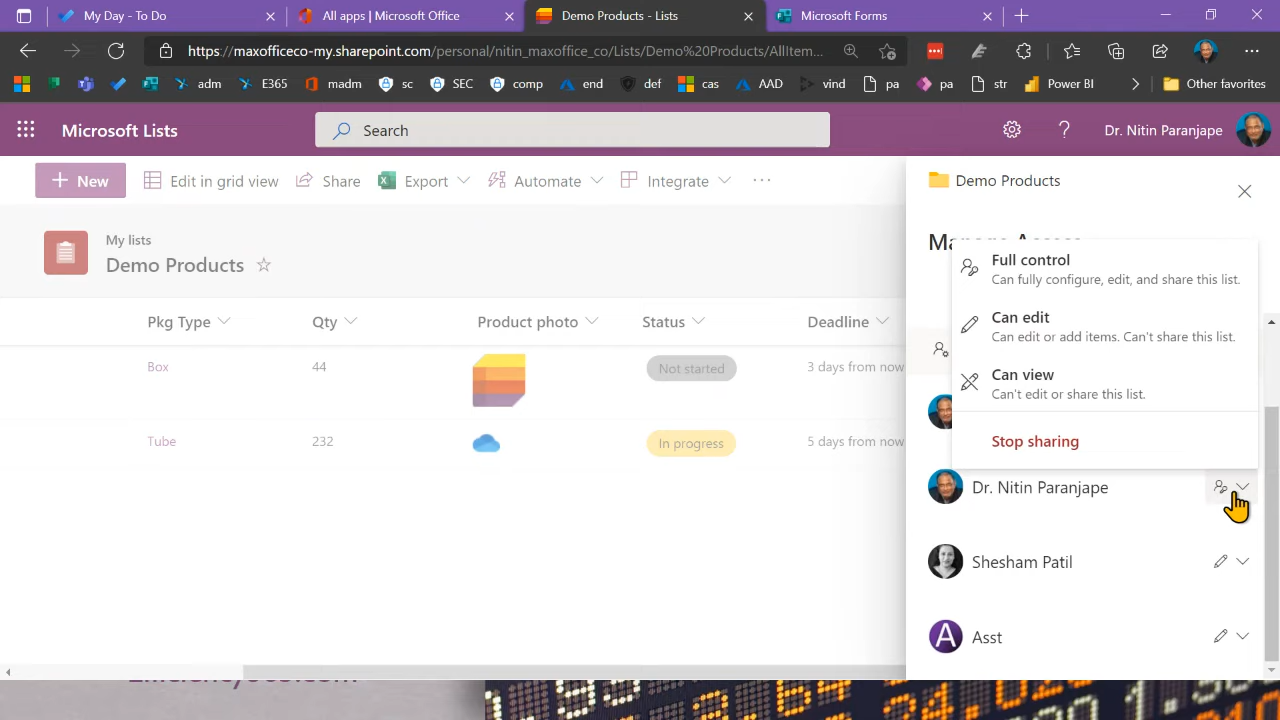 My Day - To Do
All apps | Microsoft Office
Demo Products - Lists
Microsoft Forms
https://maxofficeco-my.sharepoint.com/personal/nitin_maxoffice_co/Lists/Demo%20Products/AllItem...
adm
E365
madm
sc
SEC
comp
end
def
cas
AAD
vind
pa
pa
str
Power BI
Other favorites
Microsoft Lists
Search
Dr. Nitin Paranjape
New
Edit in grid view
Share
Export
Automate
Integrate
Demo Products
My lists
Demo Products
Full control
Can fully configure, edit, and share this list.
Can edit
Can edit or add items. Can't share this list.
Can view
Can't edit or share this list.
Stop sharing
Pkg Type
Qty
Product photo
Status
Deadline
Box
44
Not started
3 days from now
Tube
232
In progress
5 days from now
Dr. Nitin Paranjape
Shesham Patil
A
Asst